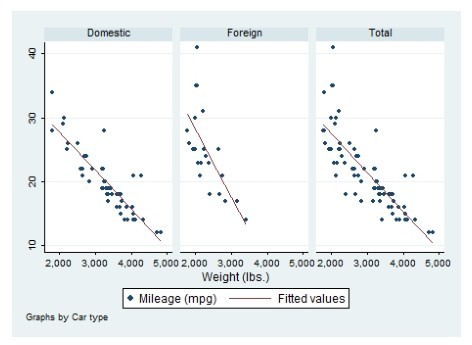 Domestic Foreign Total
40
30
20
10
2,000 3,000 4,000 5,000 2,000 3,000 4,000 5,000 2,000 3,000 4,000 5,000
Weight (lbs.)
Mileage (mpg) Fitted values
Graphs by Car type